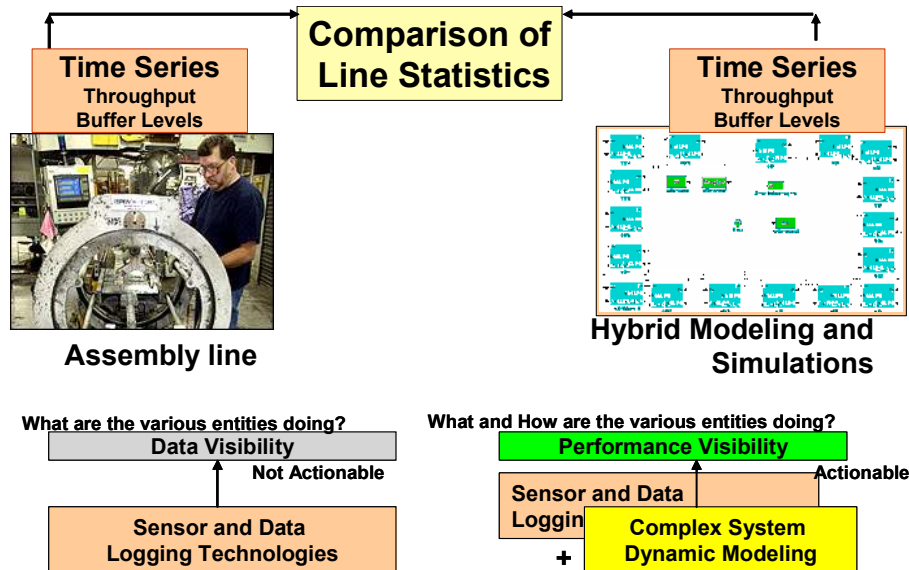 Comparison of
Line Statistics
Time Series
Throughput
Buffer Levels
Time Series
Throughput
Buffer Levels
Assembly line
Hybrid Modeling and
Simulations
What are the various entities doing?
Data Visibility
Not Actionable
Sensor and Data
Logging Technologies
What and How are the various entities doing?
Performance Visibility
Actionable
Sensor and Data
Loggin
+
Complex System
Dynamic Modeling